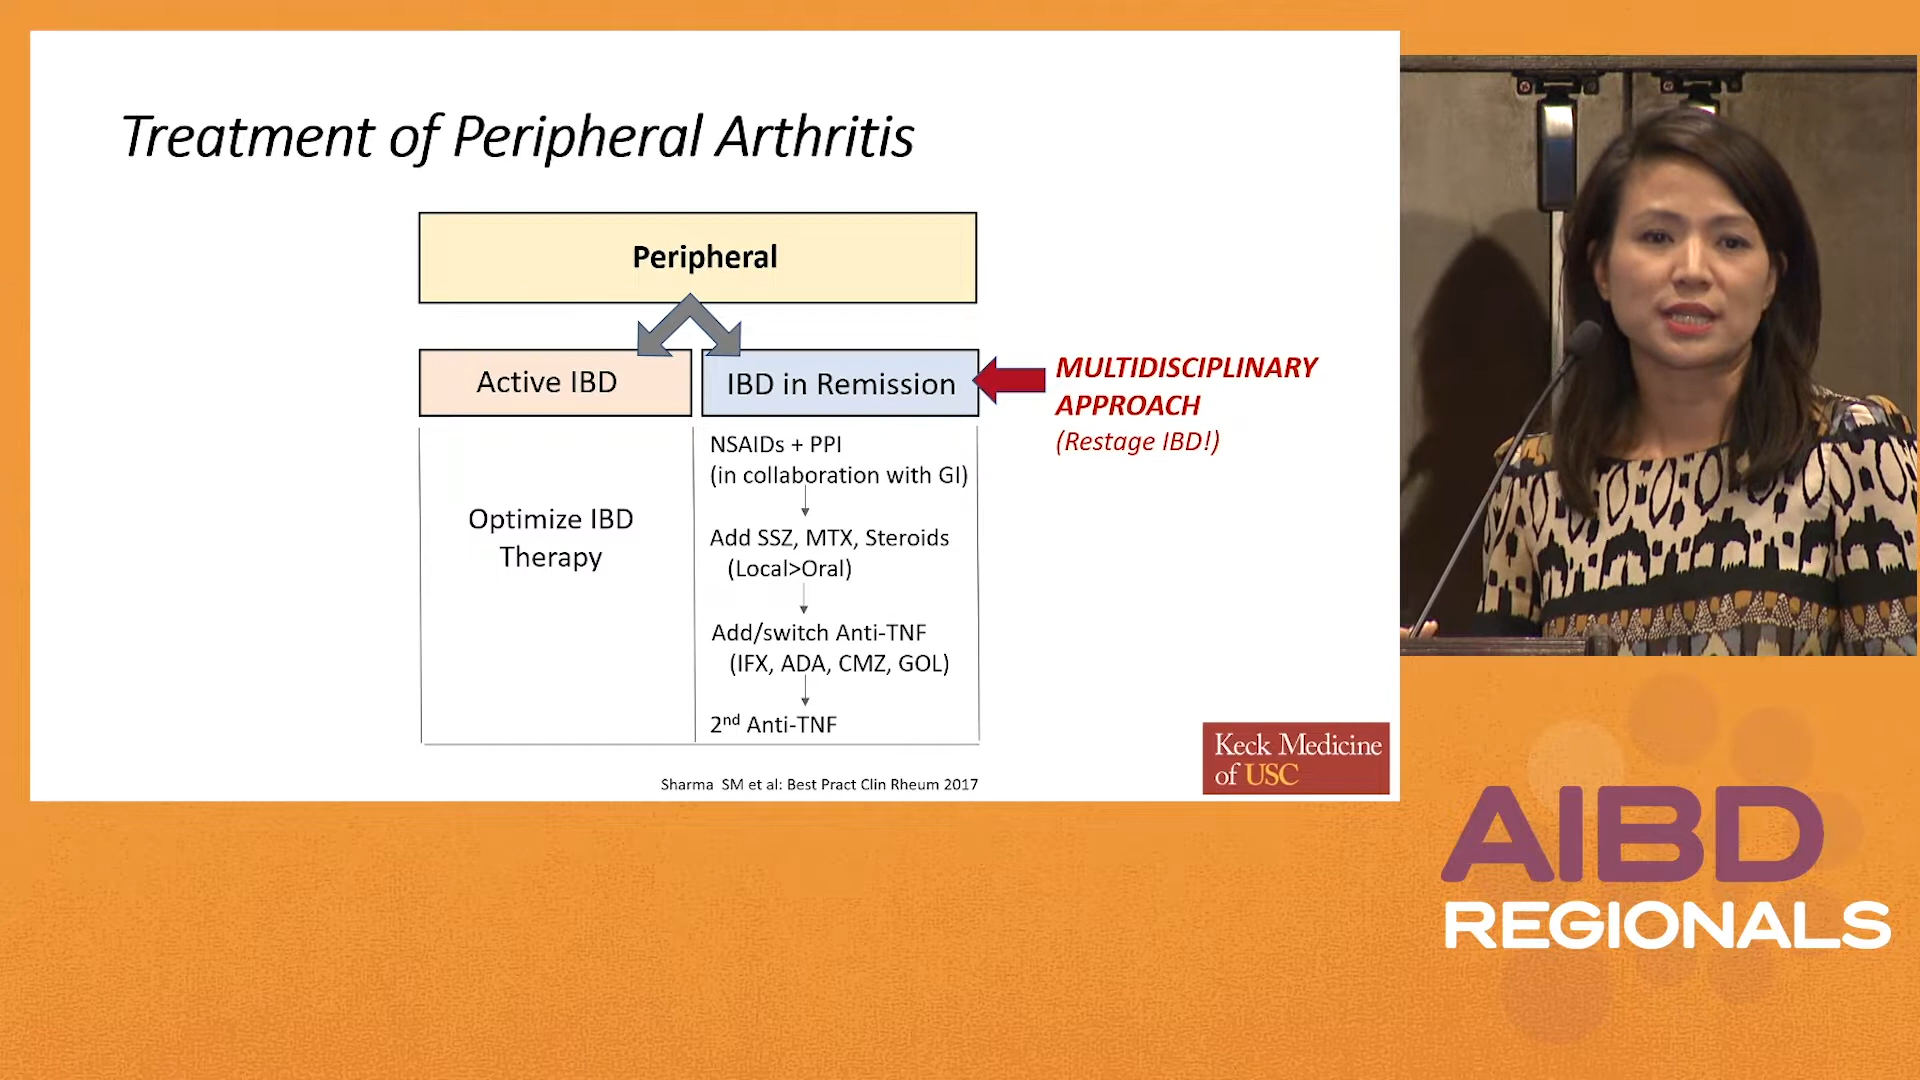 Treatment of Peripheral Arthritis
Peripheral
Active IBD
IBD in Remission
MULTIDISCIPLINARY
APPROACH
(Restage IBD!)
Optimize IBD
Therapy
NSAIDs + PPI
(in collaboration with GI)
Add SSZ, MTX, Steroids
(Local>Oral)
Add/switch Anti-TNF
(IFX, ADA, CMZ, GOL)
2nd Anti-TNF
Sharma SM et al: Best Pract Clin Rheum 2017
Keck Medicine
of USC
AIBD
REGIONALS